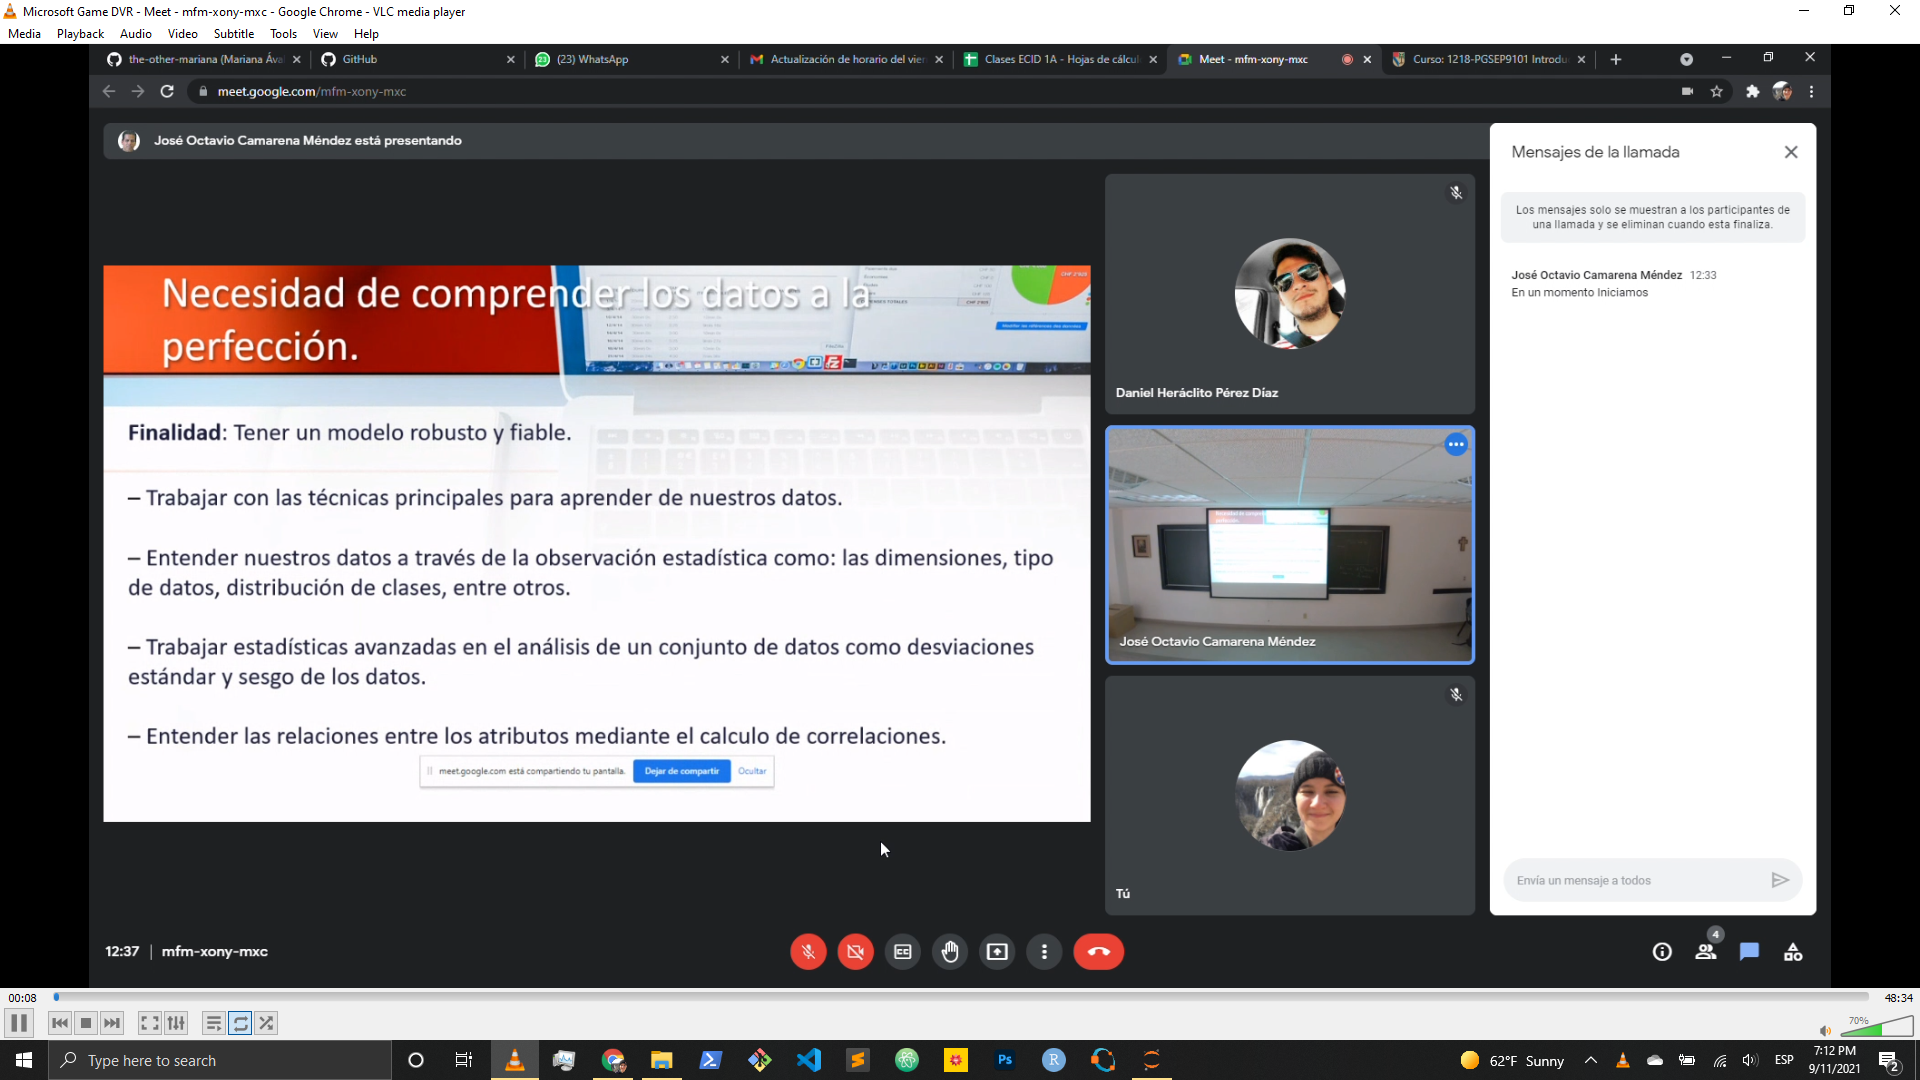 Microsoft Game DVR - Meet - mfm-xony-mxc - Google Chrome - VLC media player
Media Playback Audio Video Subtitle Tools View Help
the-other-mariana (Mariana Ával
GitHub
(23) WhatsApp
Actualización de horario del vier
Clases ECID 1A - Hojas de cálcul
Meet - mfm-xony-mxc
Curso: 1218-PGSEP9101 Introdu
meet.google.com/mfm-xony-mxc
José Octavio Camarena Méndez está presentando
Necesidad de comprender los datos a la
perfección.
Finalidad: Tener un modelo robusto y fiable.
– Trabajar con las técnicas principales para aprender de nuestros datos.
– Entender nuestros datos a través de la observación estadística como: las dimensiones, tipo
de datos, distribución de clases, entre otros.
– Trabajar estadísticas avanzadas en el análisis de un conjunto de datos como desviaciones
estándar y sesgo de los datos.
– Entender las relaciones entre los atributos mediante el calculo de correlaciones.
meet.google.com está compartiendo tu pantalla.
Dejar de compartir
Ocultar
Daniel Heráclito Pérez Díaz
José Octavio Camarena Méndez
Tú
Mensajes de la llamada
Los mensajes solo se muestran a los participantes de
una llamada y se eliminan cuando esta finaliza.
José Octavio Camarena Méndez 12:33
En un momento Iniciamos
Envía un mensaje a todos
12:37 | mfm-xony-mxc
4
00:08
48:34
70%
Type here to search
Ps
R
62°F Sunny
ESP
7:12 PM
9/11/2021
2